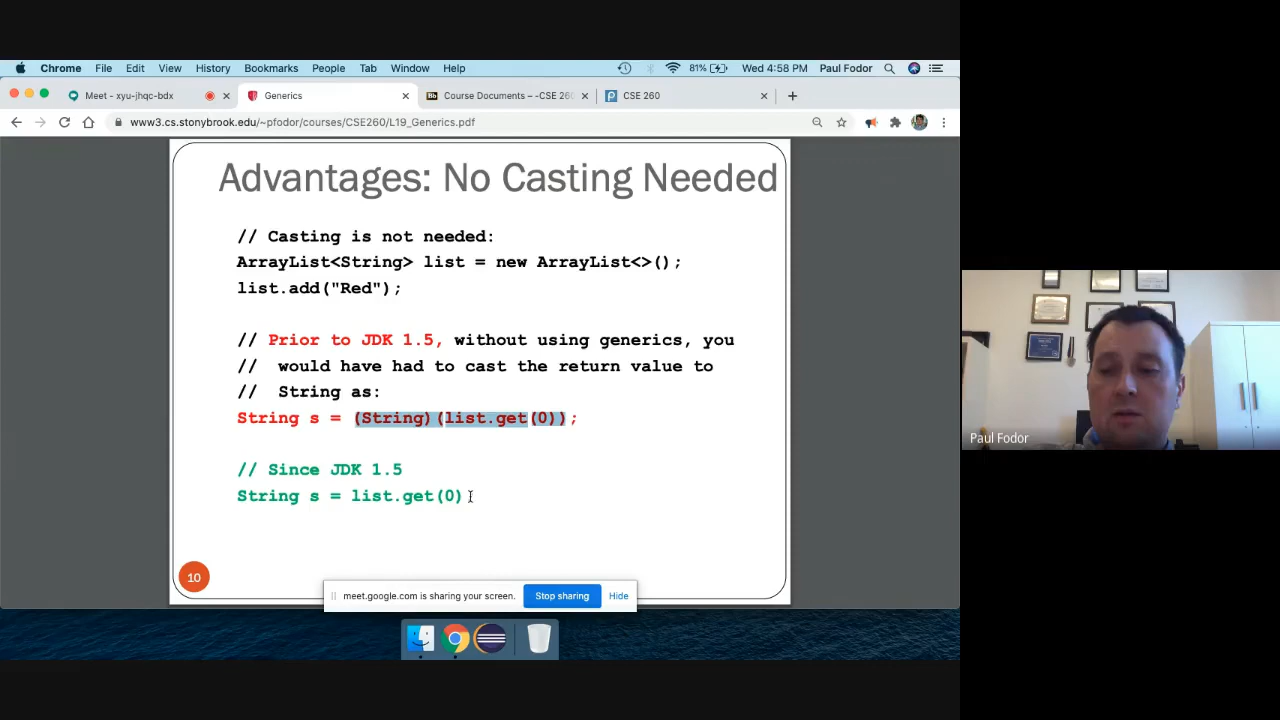 Chrome File Edit View History Bookmarks People Tab Window Help 81% Wed 4:58 PM Paul Fodor
Meet - xyu-jhqc-bdx Generics Course Documents – -CSE 260 CSE 260
www3.cs.stonybrook.edu/~pfodor/courses/CSE260/L19_Generics.pdf
Advantages: No Casting Needed
// Casting is not needed:
ArrayList<String> list = new ArrayList<>();
list.add("Red");
// Prior to JDK 1.5, without using generics, you
// would have had to cast the return value to
// String as:
String s = (String)(list.get(0));
// Since JDK 1.5
String s = list.get(0)
10
meet.google.com is sharing your screen. Stop sharing Hide
Paul Fodor